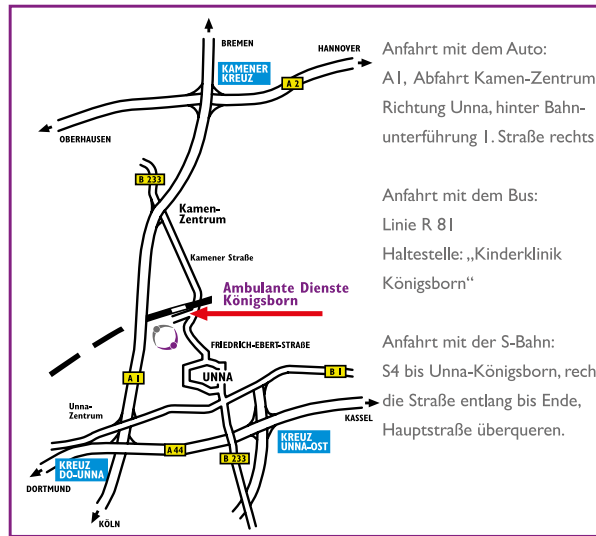 BREMEN
HANNOVER
KAMENER
KREUZ
A 2
OBERHAUSEN
B 233
Kamen-
Zentrum
Kamener Straße
Ambulante Dienste
Königsborn
FRIEDRICH-EBERT-STRAßE
UNNA
B 1
A 1
Unna-
Zentrum
KASSEL
A 44
KREUZ
UNNA-OST
KREUZ
DO-UNNA
B 233
DORTMUND
KÖLN
Anfahrt mit dem Auto:
A1, Abfahrt Kamen-Zentrum
Richtung Unna, hinter Bahn-
unterführung 1. Straße rechts
Anfahrt mit dem Bus:
Linie R 81
Haltestelle: „Kinderklinik
Königsborn“
Anfahrt mit der S-Bahn:
S4 bis Unna-Königsborn, rech
die Straße entlang bis Ende,
Hauptstraße überqueren.